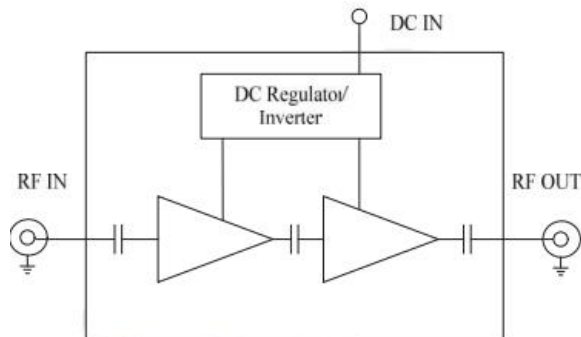 DC IN
DC Regulator/
Inverter
RF IN
RF OUT